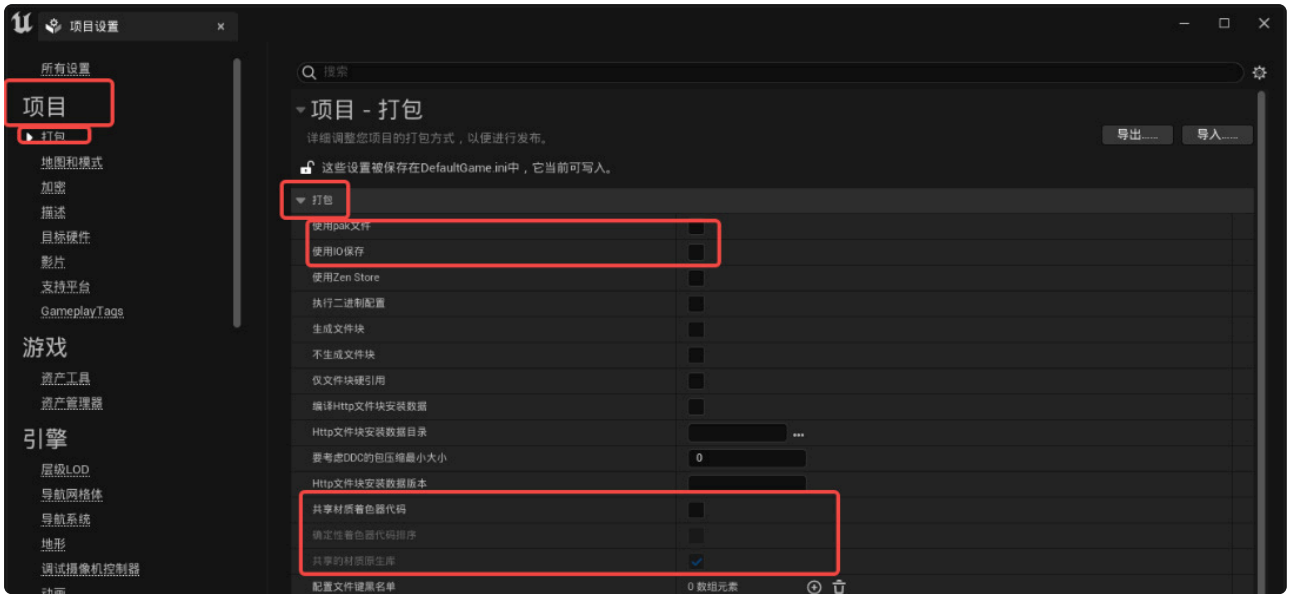 项目设置
所有设置
项目
打包
地图和模式
加密
描述
目标硬件
影片
支持平台
GameplayTags
游戏
资产工具
资产管理器
引擎
层级LOD
导航网格体
导航系统
地形
调试摄像机控制器
动画
搜索
项目 - 打包
详细调整您项目的打包方式，以便进行发布。
导出......
导入......
这些设置被保存在DefaultGame.ini中，它当前可写入。
打包
使用pak文件
使用IO保存
使用Zen Store
执行二进制配置
生成文件块
不生成文件块
仅文件块硬引用
编译Http文件块安装数据
Http文件块安装数据目录
要考虑DDC的包压缩最小大小 0
Http文件块安装数据版本
共享材质着色器代码
确定性着色器代码排序
共享的材质原生库
配置文件键黑名单 0 数组元素